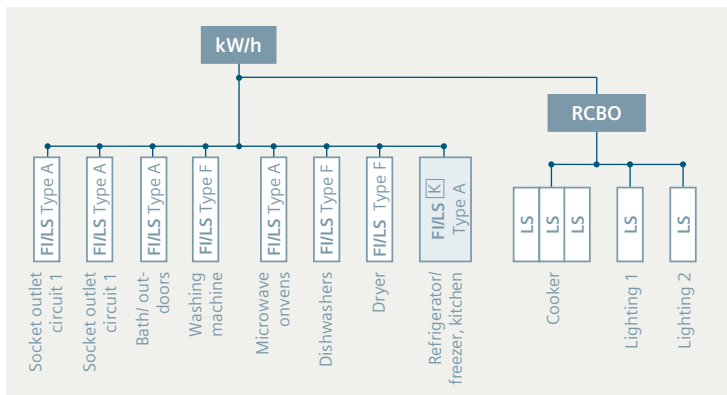 kW/h
RCBO
FI/LS Type A
FI/LS Type A
FI/LS Type A
FI/LS Type F
FI/LS Type A
FI/LS Type F
FI/LS Type F
FI/LS K
Type A
LS
LS
LS
LS
LS
Socket outlet
circuit 1
Socket outlet
circuit 1
Bath/ out-
doors
Washing
machine
Microwave
onvens
Dishwashers
Dryer
Refrigerator/
freezer, kitchen
Cooker
Lighting 1
Lighting 2